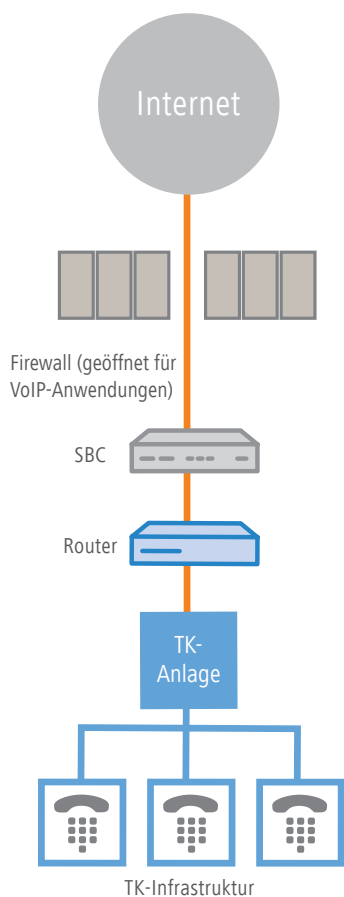 Internet
Firewall (geöffnet für
VoIP-Anwendungen)
SBC
Router
TK-
Anlage
TK-Infrastruktur